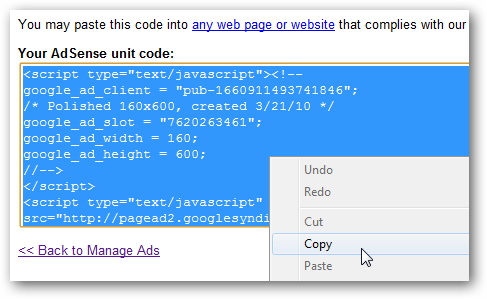 You may paste this code into any web page or website that complies with our
Your AdSense unit code:
<script type="text/javascript"><!--
google_ad_client = "pub-1660911493741846";
/* Polished 160x600, created 3/21/10 */
google_ad_slot = "7620263461";
google_ad_width = 160;
google_ad_height = 600;
//-->
</script>
<script type="text/javascript"
src="http://pagead2.googlesyndi
Undo
Redo
Cut
Copy
Paste
<< Back to Manage Ads